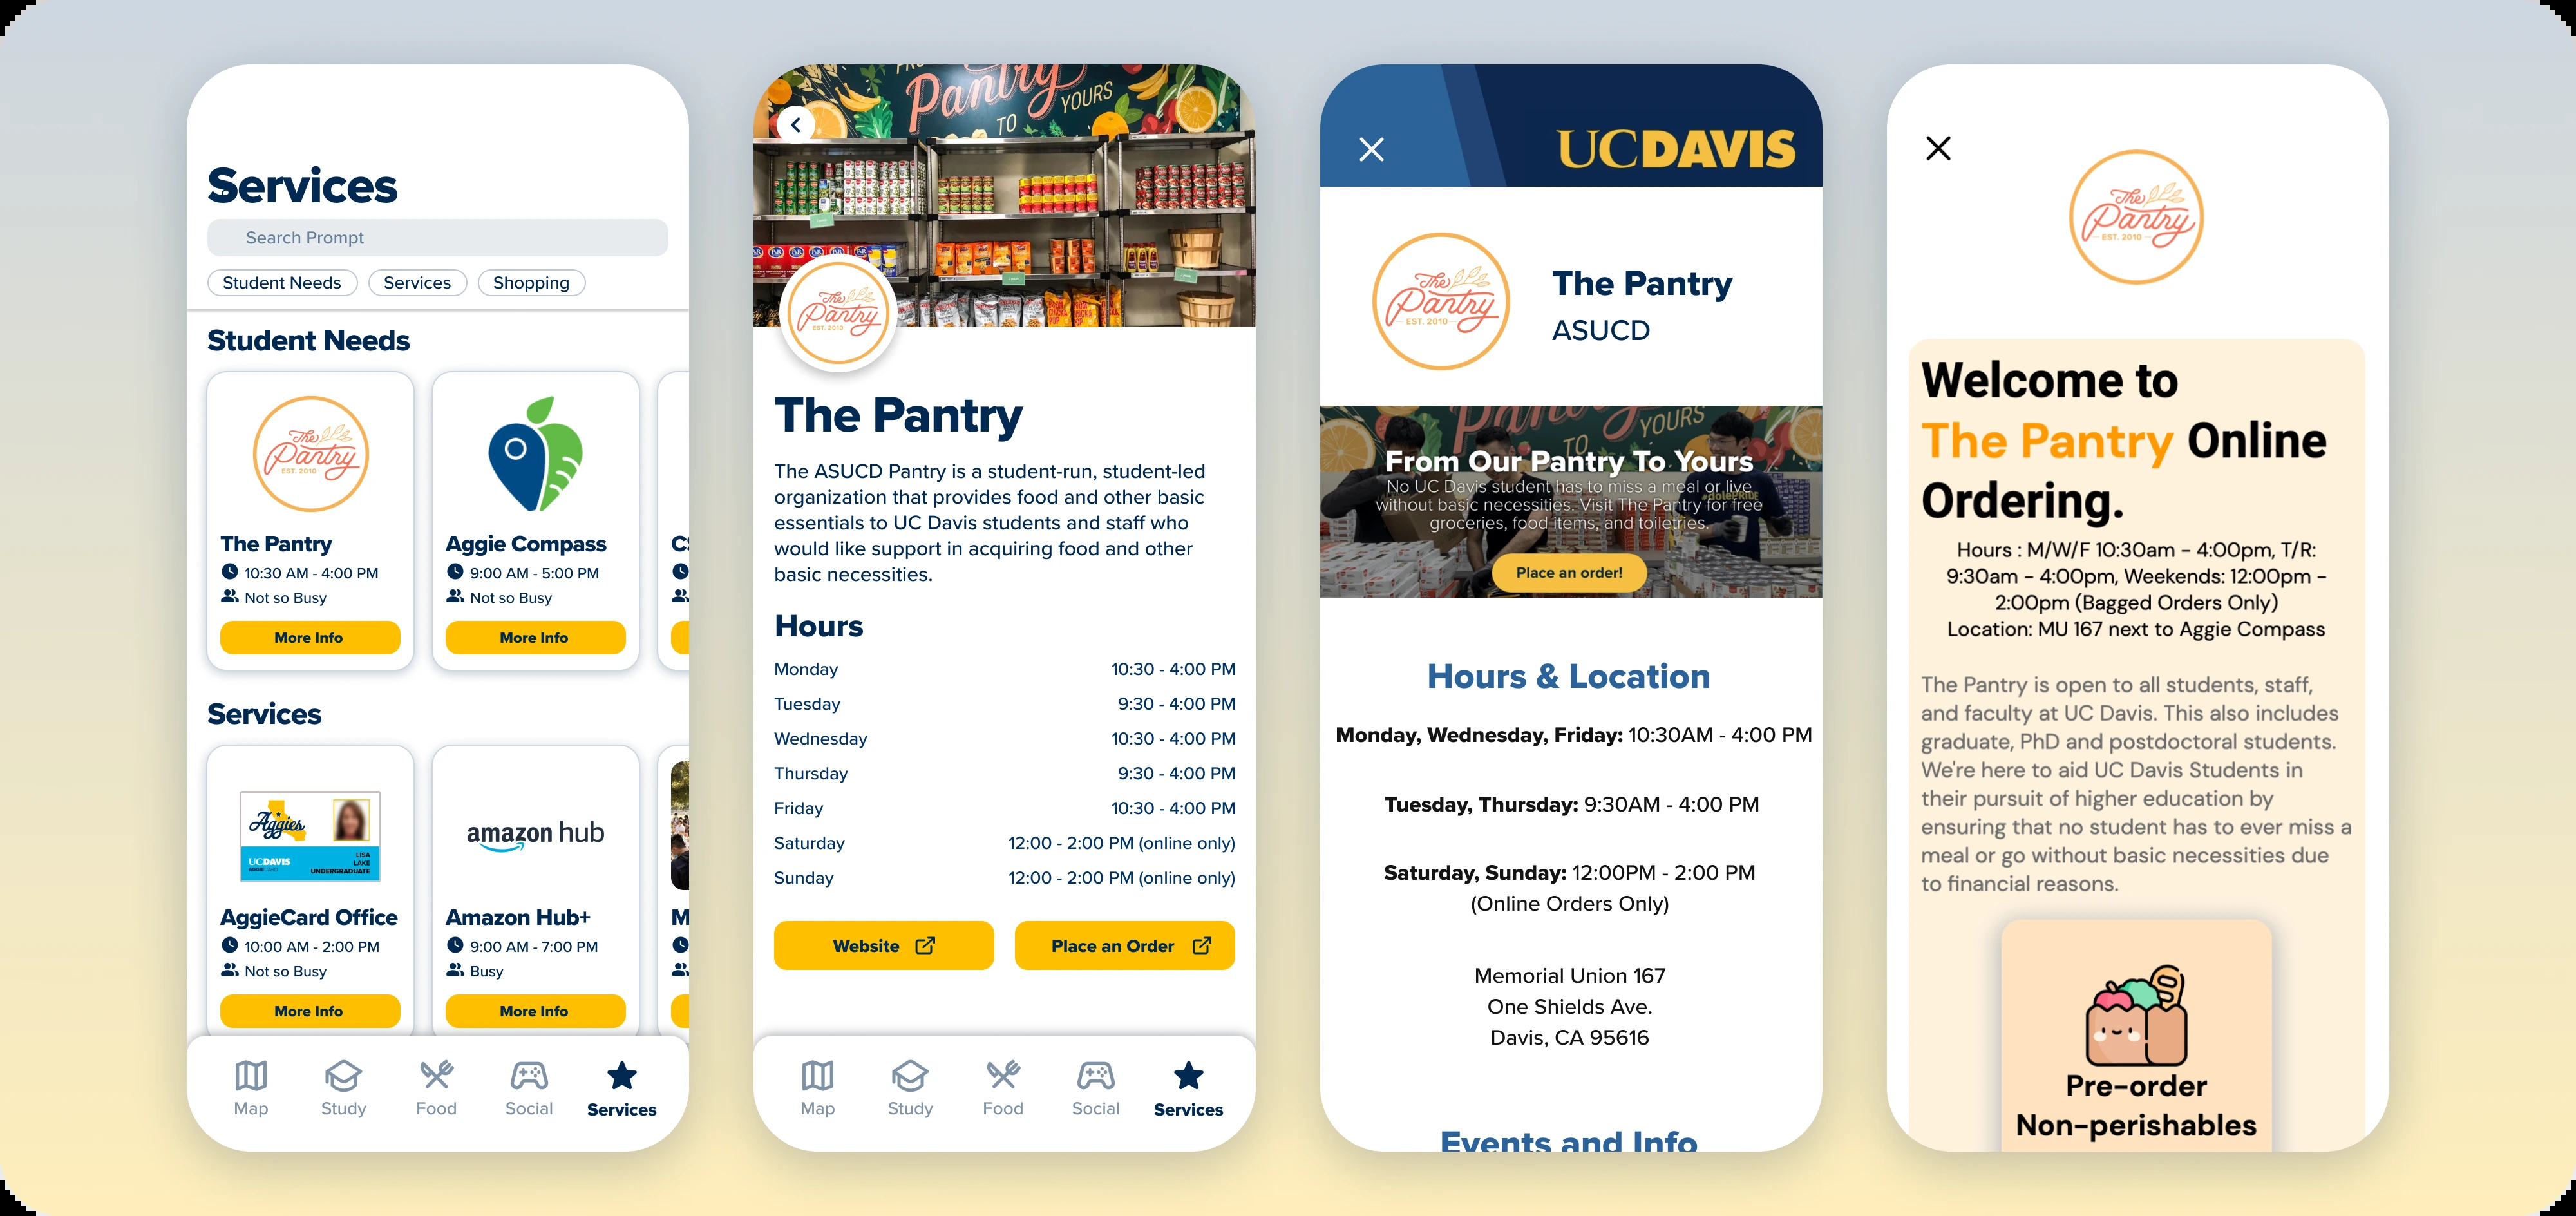 Services
Search Prompt
Student Needs
Services
Shopping
Student Needs
The
Pantry
EST. 2010
The Pantry
10:30 AM - 4:00 PM
Not so Busy
More Info
Aggie Compass
9:00 AM - 5:00 PM
Not so Busy
More Info
Services
Aggies
UCDAVIS
AGGIECARD
LISA
LAKE
UNDERGRADUATE
AggieCard Office
10:00 AM - 2:00 PM
Not so Busy
More Info
amazon hub
Amazon Hub+
9:00 AM - 7:00 PM
Busy
More Info
M
Map
Study
Food
Social
Services
Pantry
TO YOURS
The
Pantry
EST. 2010
The Pantry
The ASUCD Pantry is a student-run, student-led
organization that provides food and other basic
essentials to UC Davis students and staff who
would like support in acquiring food and other
basic necessities.
Hours
Monday 10:30 - 4:00 PM
Tuesday 9:30 - 4:00 PM
Wednesday 10:30 - 4:00 PM
Thursday 9:30 - 4:00 PM
Friday 10:30 - 4:00 PM
Saturday 12:00 - 2:00 PM (online only)
Sunday 12:00 - 2:00 PM (online only)
Website
Place an Order
Map
Study
Food
Social
Services
UCDAVIS
The
Pantry
EST. 2010
The Pantry
ASUCD
Pantry
TO YOURS
From Our Pantry To Yours
No UC Davis student has to miss a meal or live
without basic necessities. Visit The Pantry for free
groceries, food items, and toiletries.
Place an order!
Hours & Location
Monday, Wednesday, Friday: 10:30AM - 4:00 PM
Tuesday, Thursday: 9:30AM - 4:00 PM
Saturday, Sunday: 12:00PM - 2:00 PM
(Online Orders Only)
Memorial Union 167
One Shields Ave.
Davis, CA 95616
Events and Info
The
Pantry
EST. 2010
Welcome to
The Pantry Online
Ordering.
Hours : M/W/F 10:30am - 4:00pm, T/R:
9:30am - 4:00pm, Weekends: 12:00pm -
2:00pm (Bagged Orders Only)
Location: MU 167 next to Aggie Compass
The Pantry is open to all students, staff,
and faculty at UC Davis. This also includes
graduate, PhD and postdoctoral students.
We're here to aid UC Davis Students in
their pursuit of higher education by
ensuring that no student has to ever miss a
meal or go without basic necessities due
to financial reasons.
Pre-order
Non-perishables